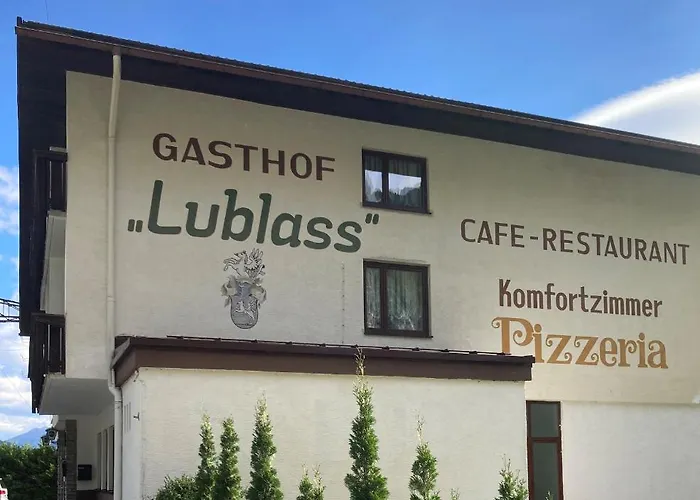 GASTHOF
„Lublass“
CAFE-RESTAURANT
Komfortzimmer
Pizzeria